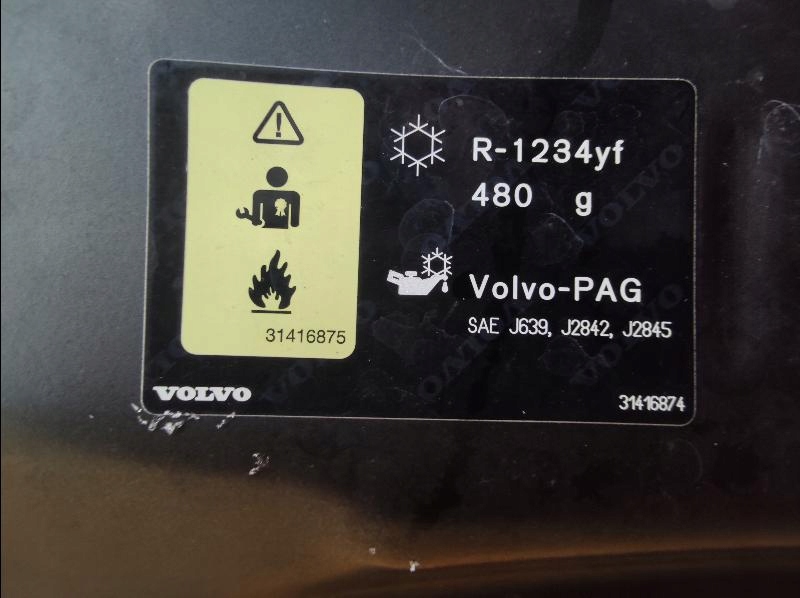 R-1234yf
480 g
Volvo-PAG
SAE J639, J2842, J2845
31416875
VOLVO
31416874